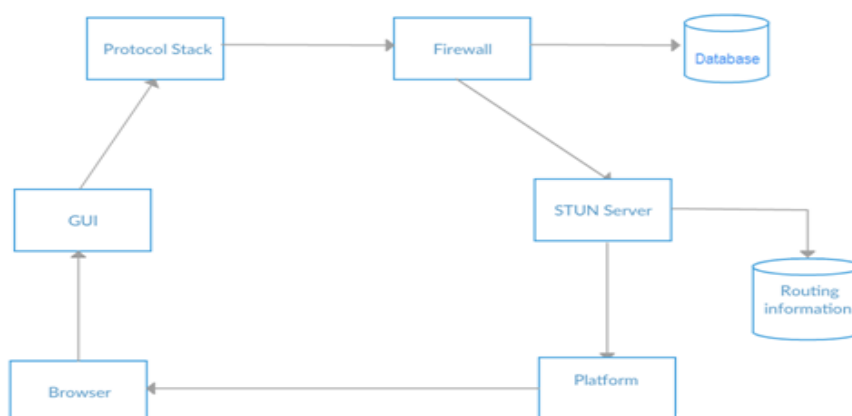 Protocol Stack
Firewall
Database
GUI
STUN Server
Routing
information
Browser
Platform